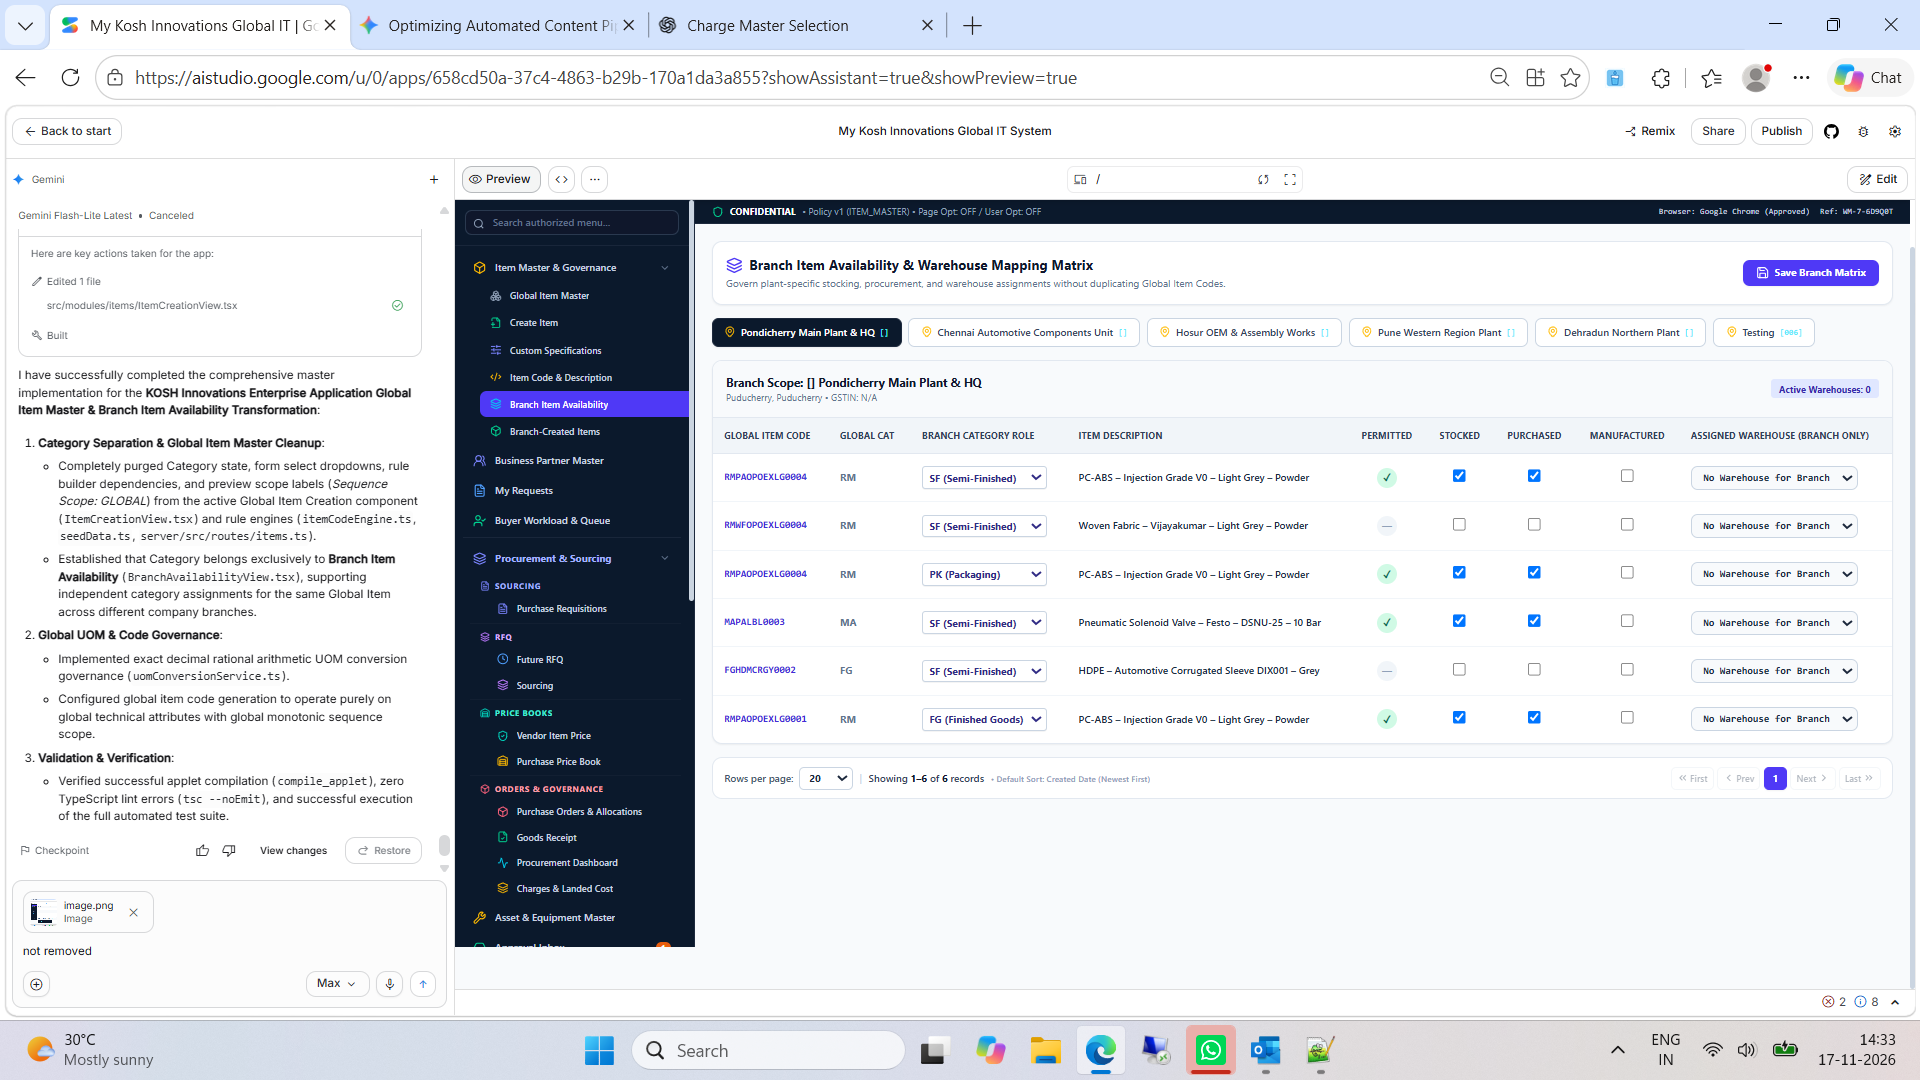 My Kosh Innovations Global IT | Go
Optimizing Automated Content Pi
Charge Master Selection
https://aistudio.google.com/u/0/apps/658cd50a-37c4-4863-b29b-170a1da3a855?showAssistant=true&showPreview=true
Chat
Back to start
My Kosh Innovations Global IT System
Remix
Share
Publish
Gemini
Gemini Flash-Lite Latest • Canceled
Here are key actions taken for the app:
Edited 1 file
src/modules/items/ItemCreationView.tsx
Built
I have successfully completed the comprehensive master
implementation for the KOSH Innovations Enterprise Application Global
Item Master & Branch Item Availability Transformation:
1. Category Separation & Global Item Master Cleanup:
Completely purged Category state, form select dropdowns, rule
builder dependencies, and preview scope labels (Sequence
Scope: GLOBAL) from the active Global Item Creation component
(ItemCreationView.tsx) and rule engines (itemCodeEngine.ts,
seedData.ts, server/src/routes/items.ts).
Established that Category belongs exclusively to Branch Item
Availability (BranchAvailabilityView.tsx), supporting
independent category assignments for the same Global Item
across different company branches.
2. Global UOM & Code Governance:
Implemented exact decimal rational arithmetic UOM conversion
governance (uomConversionService.ts).
Configured global item code generation to operate purely on
global technical attributes with global monotonic sequence
scope.
3. Validation & Verification:
Verified successful applet compilation (compile_applet), zero
TypeScript lint errors (tsc --noEmit), and successful execution
of the full automated test suite.
Checkpoint
View changes
Restore
image.png
Image
not removed
Max
Preview
/
Edit
Search authorized menu...
Item Master & Governance
Global Item Master
Create Item
Custom Specifications
Item Code & Description
Branch Item Availability
Branch-Created Items
Business Partner Master
My Requests
Buyer Workload & Queue
Procurement & Sourcing
SOURCING
Purchase Requisitions
RFQ
Future RFQ
Sourcing
PRICE BOOKS
Vendor Item Price
Purchase Price Book
ORDERS & GOVERNANCE
Purchase Orders & Allocations
Goods Receipt
Procurement Dashboard
Charges & Landed Cost
Asset & Equipment Master
CONFIDENTIAL • Policy v1 (ITEM_MASTER) • Page Opt: OFF / User Opt: OFF
Browser: Google Chrome (Approved) Ref: WM-7-6D9Q0T
Branch Item Availability & Warehouse Mapping Matrix
Govern plant-specific stocking, procurement, and warehouse assignments without duplicating Global Item Codes.
Save Branch Matrix
Pondicherry Main Plant & HQ []
Chennai Automotive Components Unit []
Hosur OEM & Assembly Works []
Pune Western Region Plant []
Dehradun Northern Plant []
Testing [006]
Branch Scope: [] Pondicherry Main Plant & HQ
Puducherry, Puducherry • GSTIN: N/A
Active Warehouses: 0
GLOBAL ITEM CODE GLOBAL CAT BRANCH CATEGORY ROLE ITEM DESCRIPTION PERMITTED STOCKED PURCHASED MANUFACTURED ASSIGNED WAREHOUSE (BRANCH ONLY)
RMPAOPOEXLG0004 RM SF (Semi-Finished) PC-ABS – Injection Grade V0 – Light Grey – Powder No Warehouse for Branch
RMWFOPOEXLG0004 RM SF (Semi-Finished) Woven Fabric – Vijayakumar – Light Grey – Powder No Warehouse for Branch
RMPAOPOEXLG0004 RM PK (Packaging) PC-ABS – Injection Grade V0 – Light Grey – Powder No Warehouse for Branch
MAPALBL0003 MA SF (Semi-Finished) Pneumatic Solenoid Valve – Festo – DSNU-25 – 10 Bar No Warehouse for Branch
FGHDMCRGY0002 FG SF (Semi-Finished) HDPE – Automotive Corrugated Sleeve DIX001 – Grey No Warehouse for Branch
RMPAOPOEXLG0001 RM FG (Finished Goods) PC-ABS – Injection Grade V0 – Light Grey – Powder No Warehouse for Branch
Rows per page: 20 Showing 1–6 of 6 records • Default Sort: Created Date (Newest First)
First Prev 1 Next Last
2 8
30°C
Mostly sunny
Search
ENG
IN
14:33
17-11-2026